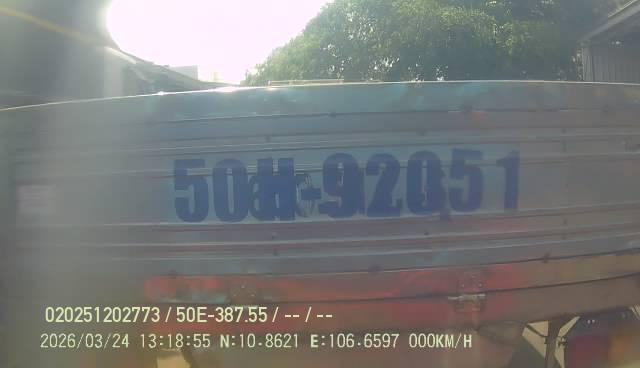 50H-92051
020251202773 / 50E-387.55 / -- / --
2026/03/24 13:18:55 N:10.8621 E:106.6597 000KM/H